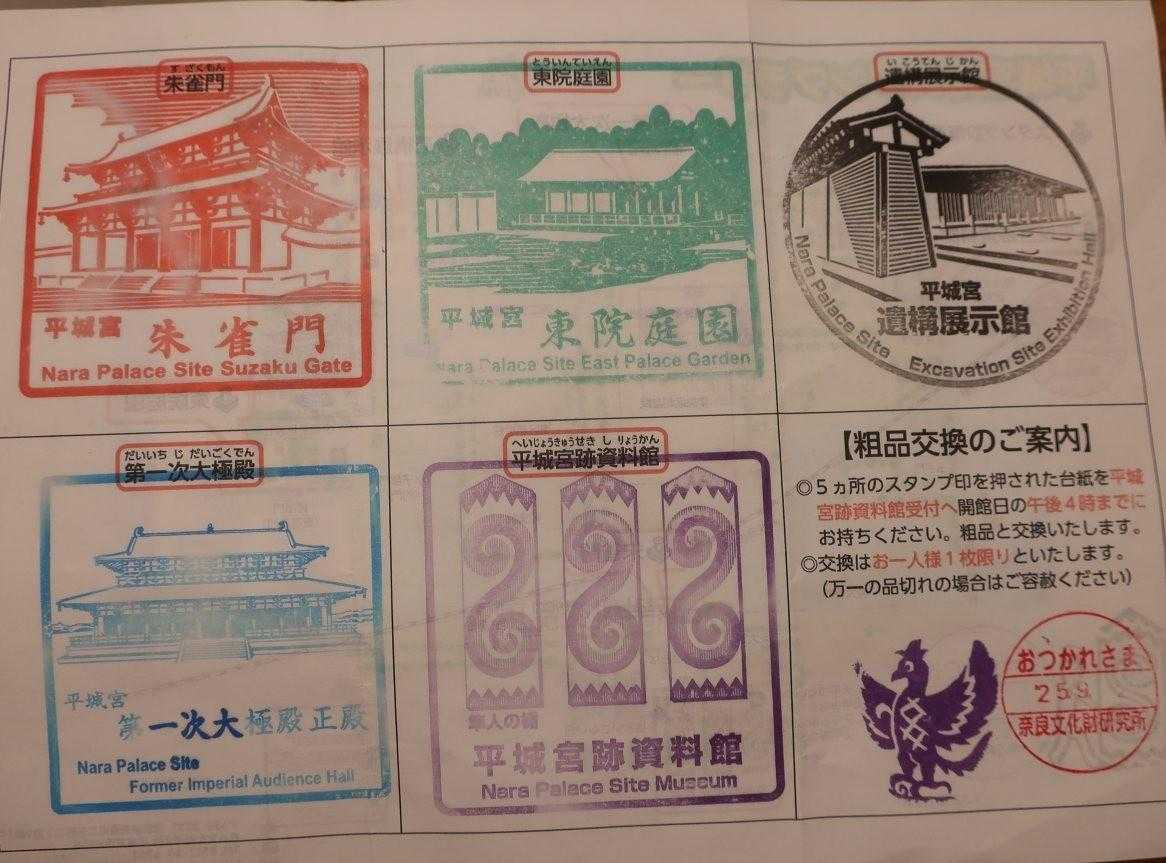 すざくもん
朱雀門
平城宮 朱雀門
Nara Palace Site Suzaku Gate
とういんていえん
東院庭園
平城宮 東院庭園
Nara Palace Site East Palace Garden
いこうてんじかん
遺構展示館
平城宮
遺構展示館
Nara Palace Site Excavation Site Exhibition Hall
だいいちじだいごくでん
第一次大極殿
平城宮
第一次大極殿正殿
Nara Palace Site
Former Imperial Audience Hall
へいじょうきゅうせきしりょうかん
平城宮跡資料館
隼人の楯
平城宮跡資料館
Nara Palace Site Museum
【粗品交換のご案内】
◎5ヵ所のスタンプ印を押された台紙を平城
宮跡資料館受付へ開館日の午後4時までに
お持ちください。粗品と交換いたします。
◎交換はお一人様1枚限りといたします。
(万一の品切れの場合はご容赦ください)
おつかれさま
25.9.
奈良文化財研究所